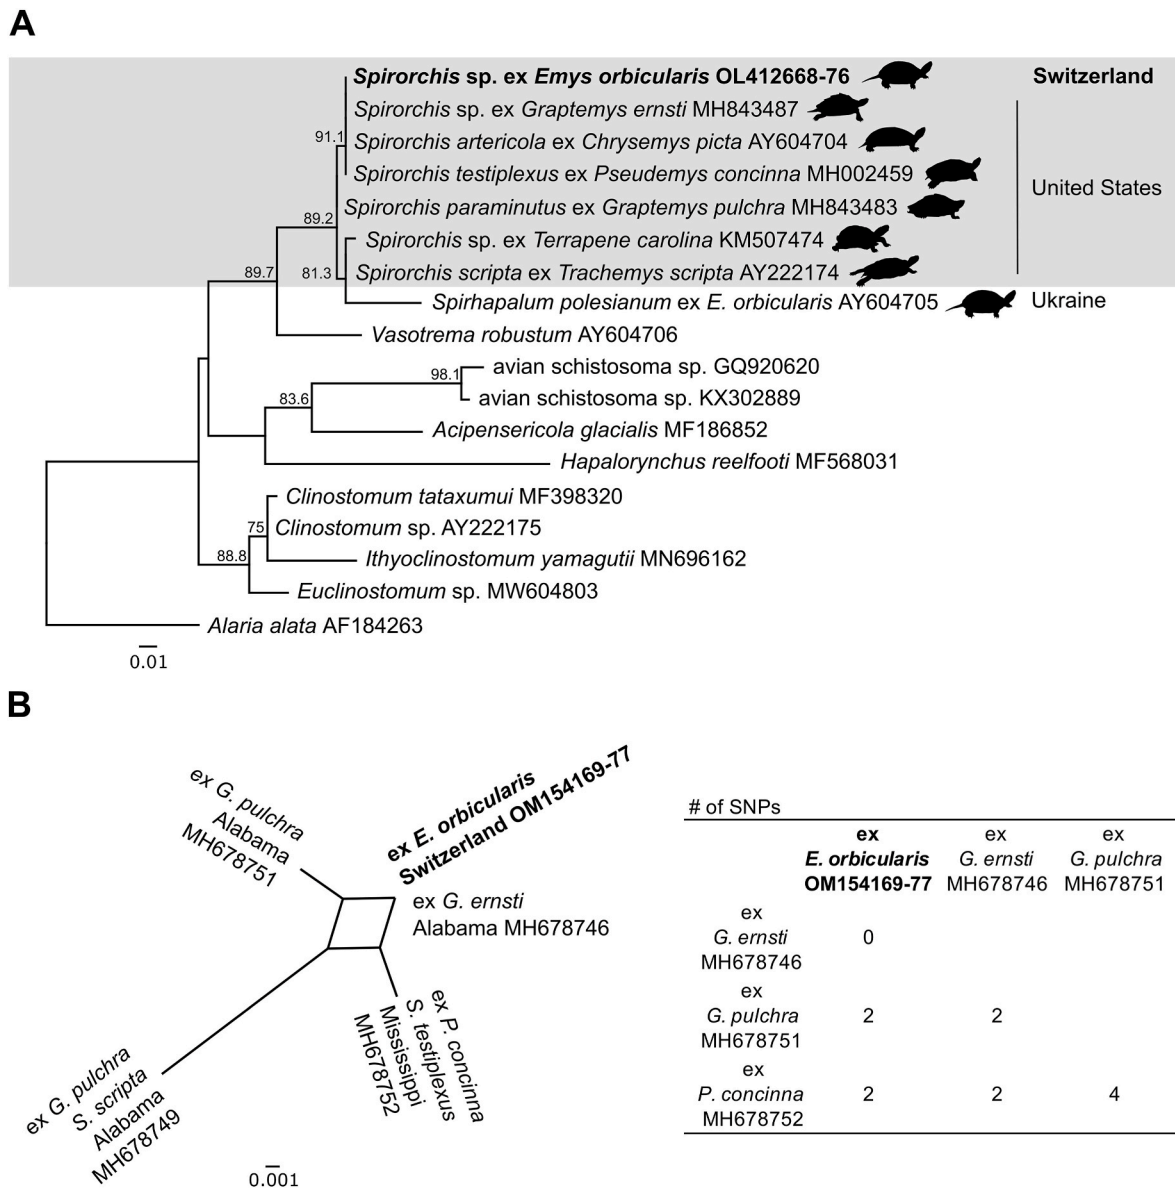 A
Spirorchis sp. ex Emys orbicularis OL412668-76
Switzerland
Spirorchis sp. ex Graptemys ernsti MH843487
91.1
Spirorchis artericola ex Chrysemys picta AY604704
Spirorchis testiplexus ex Pseudemys concinna MH002459
United States
Spirorchis paraminutus ex Graptemys pulchra MH843483
89.2
Spirorchis sp. ex Terrapene carolina KM507474
89.7
81.3
Spirorchis scripta ex Trachemys scripta AY222174
Spirhapalum polesianum ex E. orbicularis AY604705
Ukraine
Vasotrema robustum AY604706
avian schistosoma sp. GQ920620
98.1
avian schistosoma sp. KX302889
83.6
Acipensericola glacialis MF186852
Hapalorynchus reelfooti MF568031
Clinostomum tataxumui MF398320
75
Clinostomum sp. AY222175
88.8
Ithyoclinostomum yamagutii MN696162
Euclinostomum sp. MW604803
Alaria alata AF184263
0.01
B
ex G. pulchra
Alabama
MH678751
ex E. orbicularis
Switzerland OM154169-77
ex G. ernsti
Alabama MH678746
ex P. concinna
S. testiplexus
Mississippi
MH678752
ex G. pulchra
S. scripta
Alabama
MH678749
0.001
# of SNPs
ex ex ex
E. orbicularis G. ernsti G. pulchra
OM154169-77 MH678746 MH678751
ex
G. ernsti 0
MH678746
ex
G. pulchra 2 2
MH678751
ex
P. concinna 2 2 4
MH678752